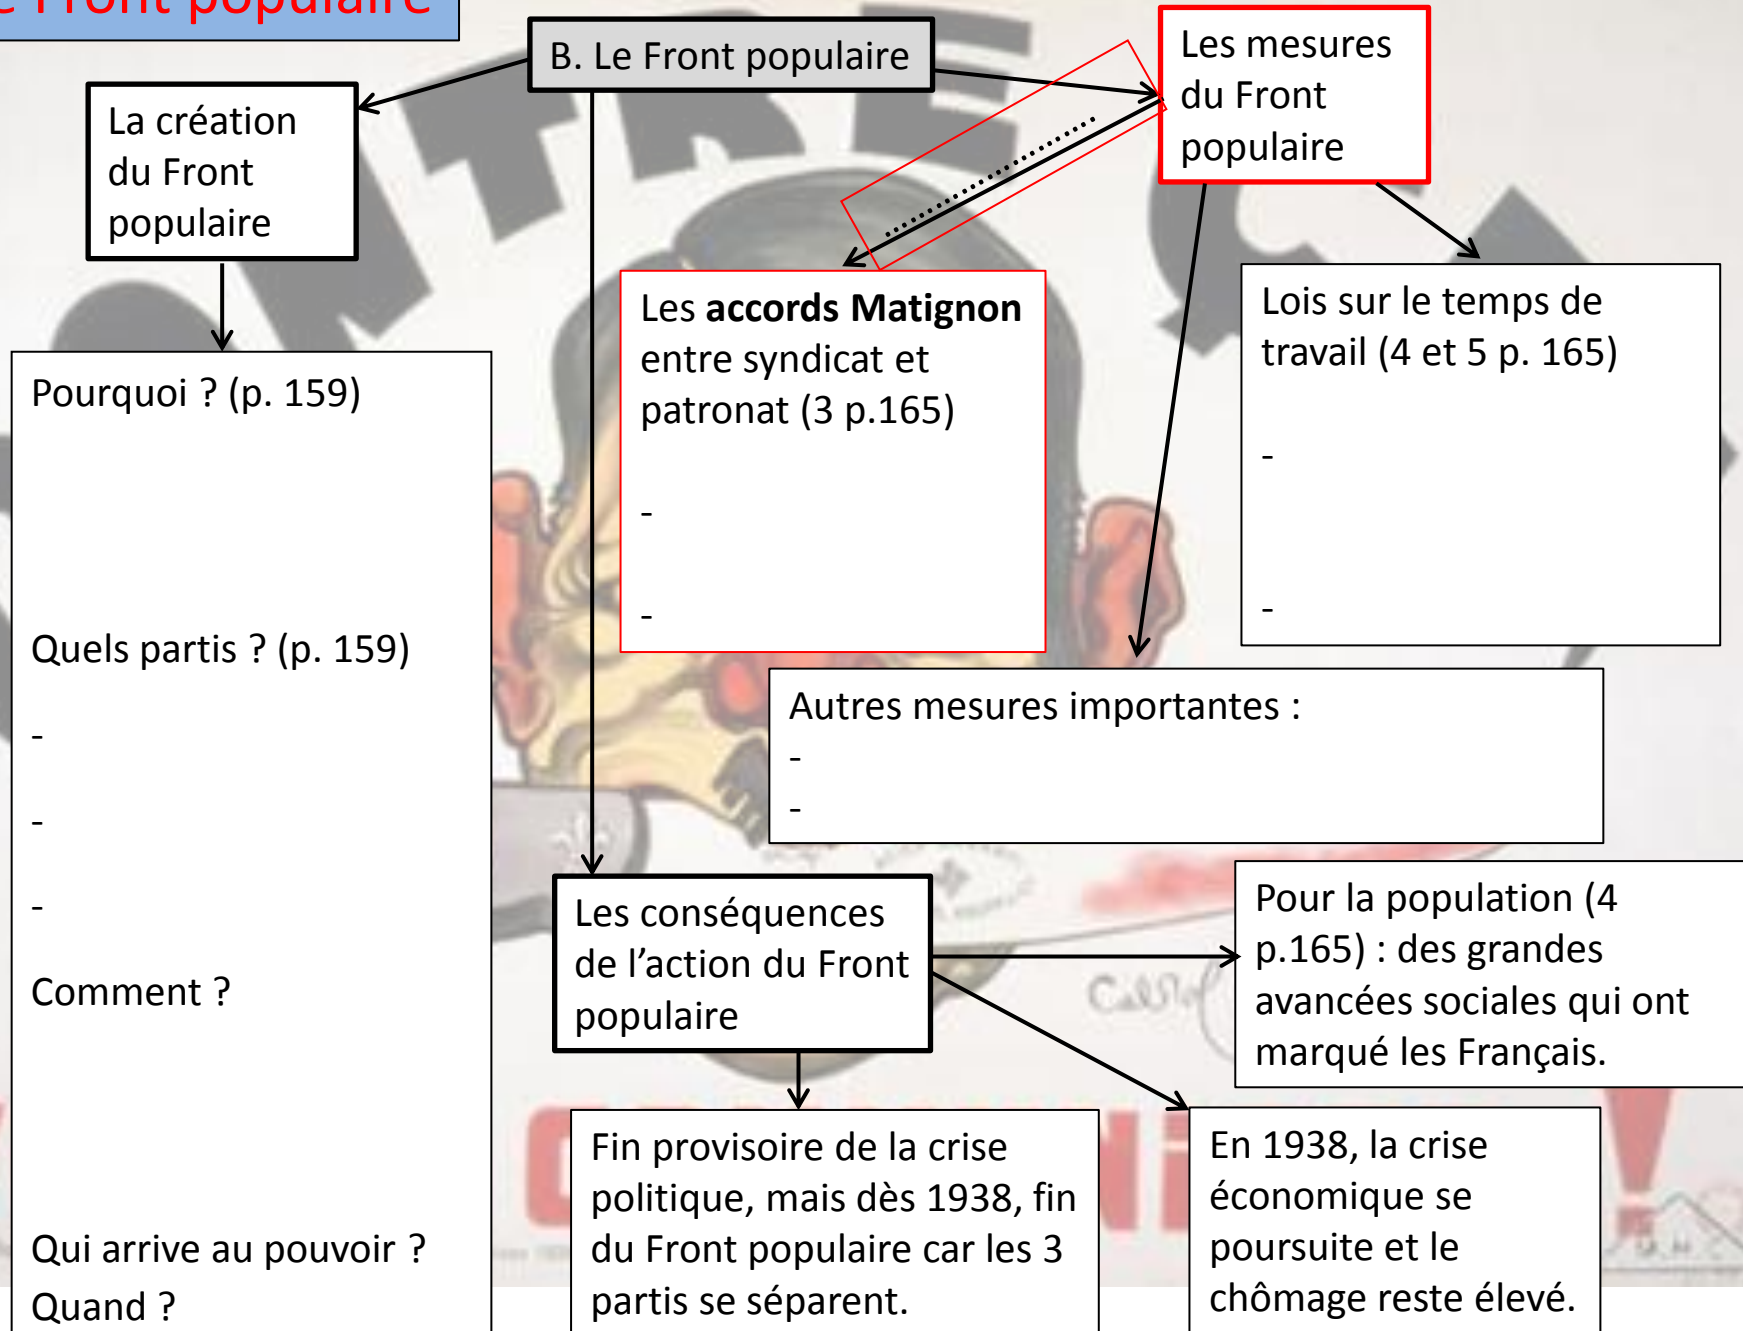 e Front populaire
B. Le Front populaire
La création
du Front
populaire
Pourquoi ? (p. 159)
Quels partis ? (p. 159)
-
-
-
Comment ?
Qui arrive au pouvoir ?
Quand ?
Les mesures
du Front
populaire
Les accords Matignon
entre syndicat et
patronat (3 p.165)
-
-
Lois sur le temps de
travail (4 et 5 p. 165)
-
-
Autres mesures importantes :
-
-
Les conséquences
de l’action du Front
populaire
Pour la population (4
p.165) : des grandes
avancées sociales qui ont
marqué les Français.
Fin provisoire de la crise
politique, mais dès 1938, fin
du Front populaire car les 3
partis se séparent.
En 1938, la crise
économique se
poursuite et le
chômage reste élevé.